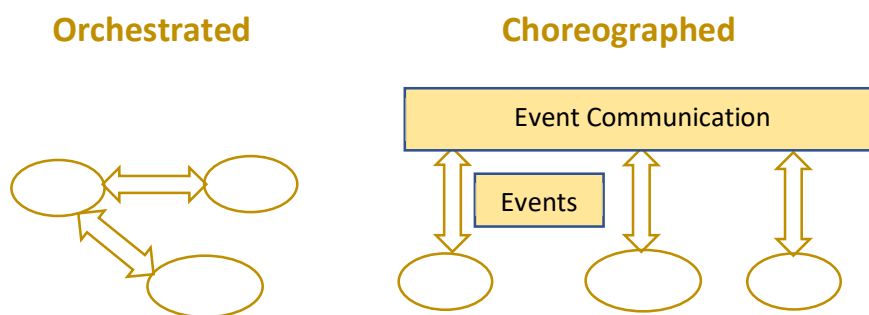 Orchestrated
Choreographed
Event Communication
Events